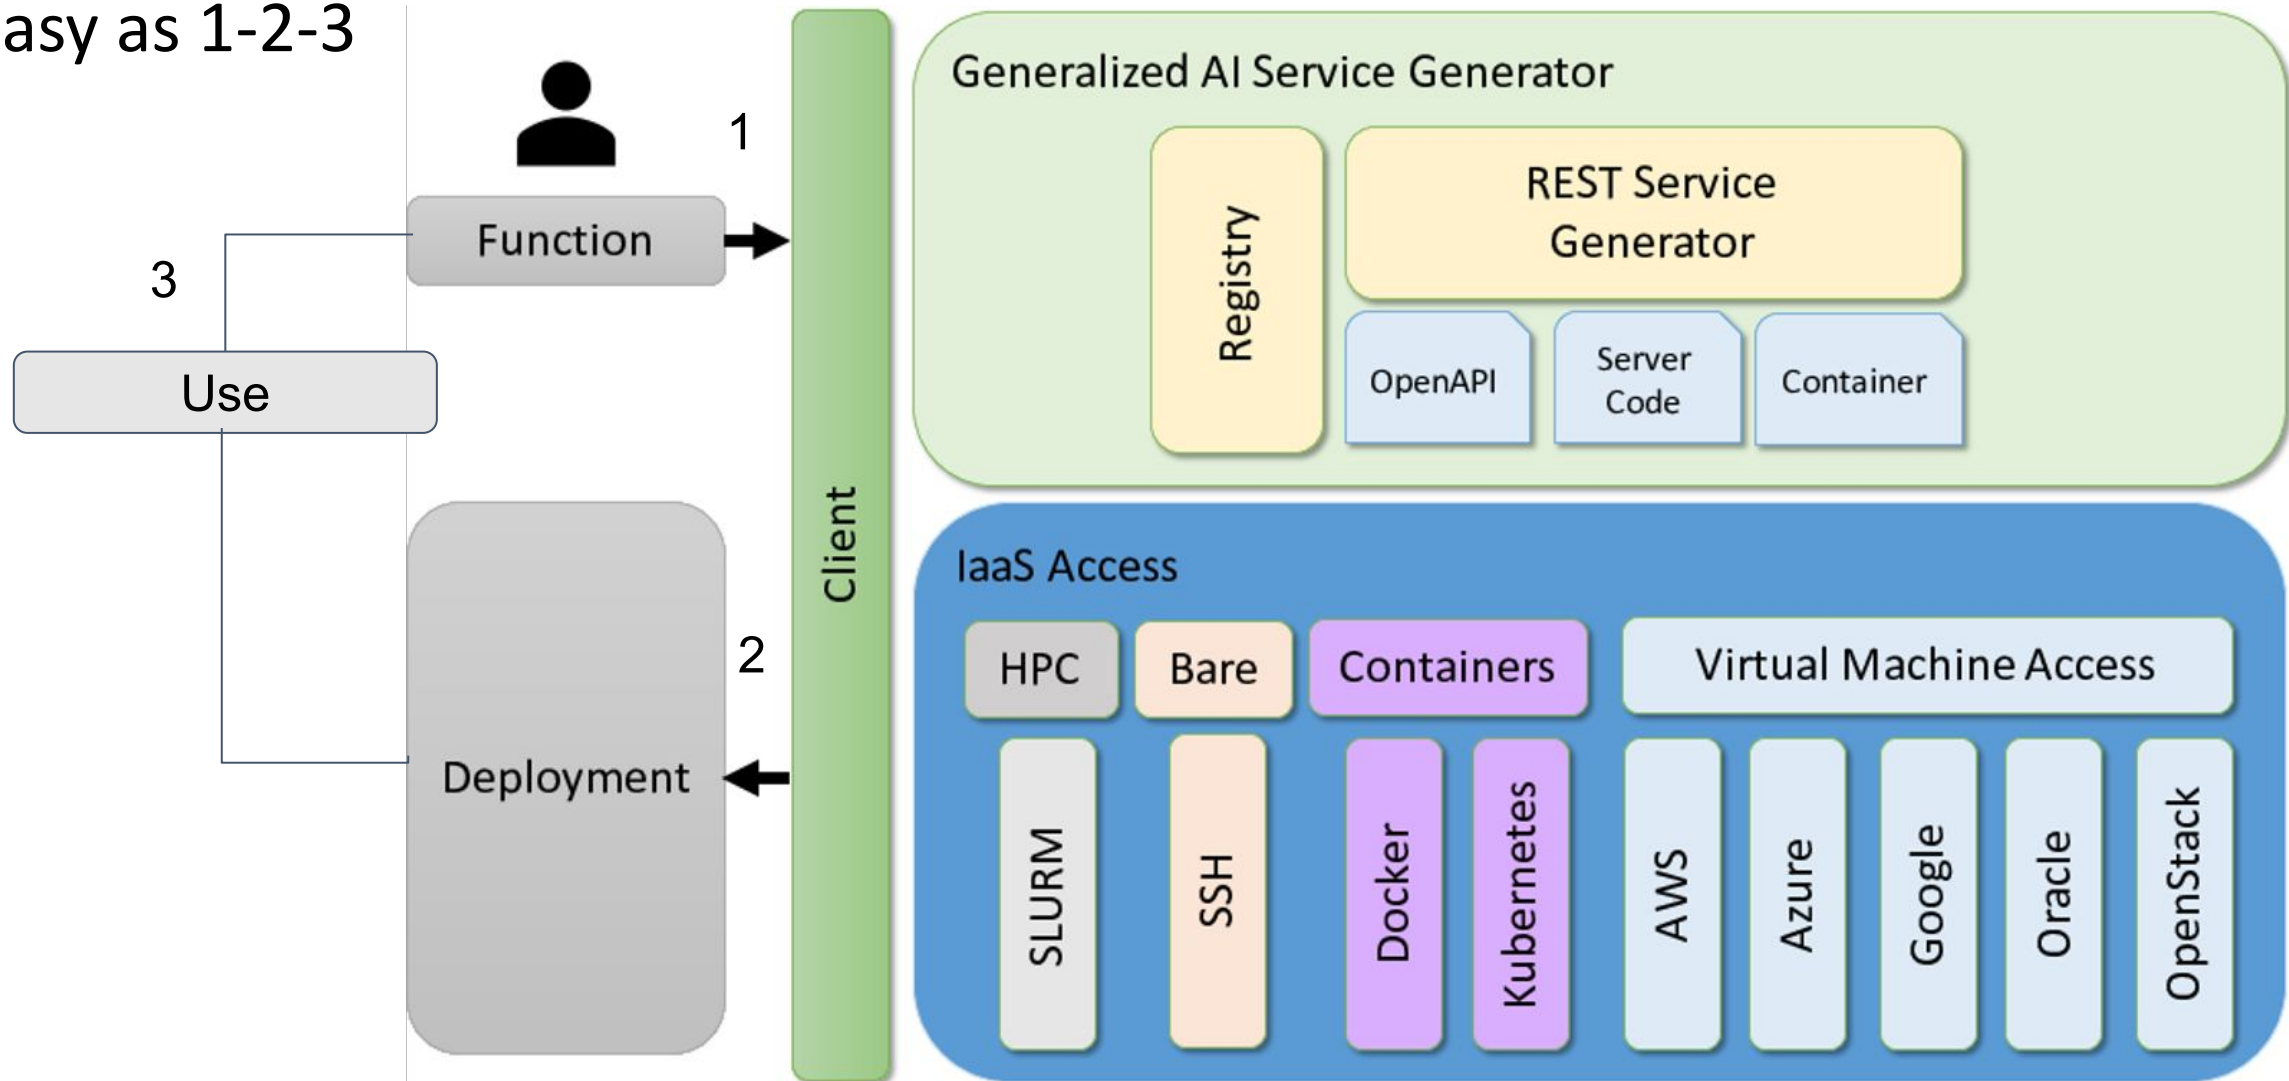 asy as 1-2-3
1
Function
3
Use
2
Deployment
Client
Generalized AI Service Generator
Registry
REST Service
Generator
OpenAPI
Server
Code
Container
IaaS Access
HPC
Bare
Containers
Virtual Machine Access
SLURM
SSH
Docker
Kubernetes
AWS
Azure
Google
Oracle
OpenStack